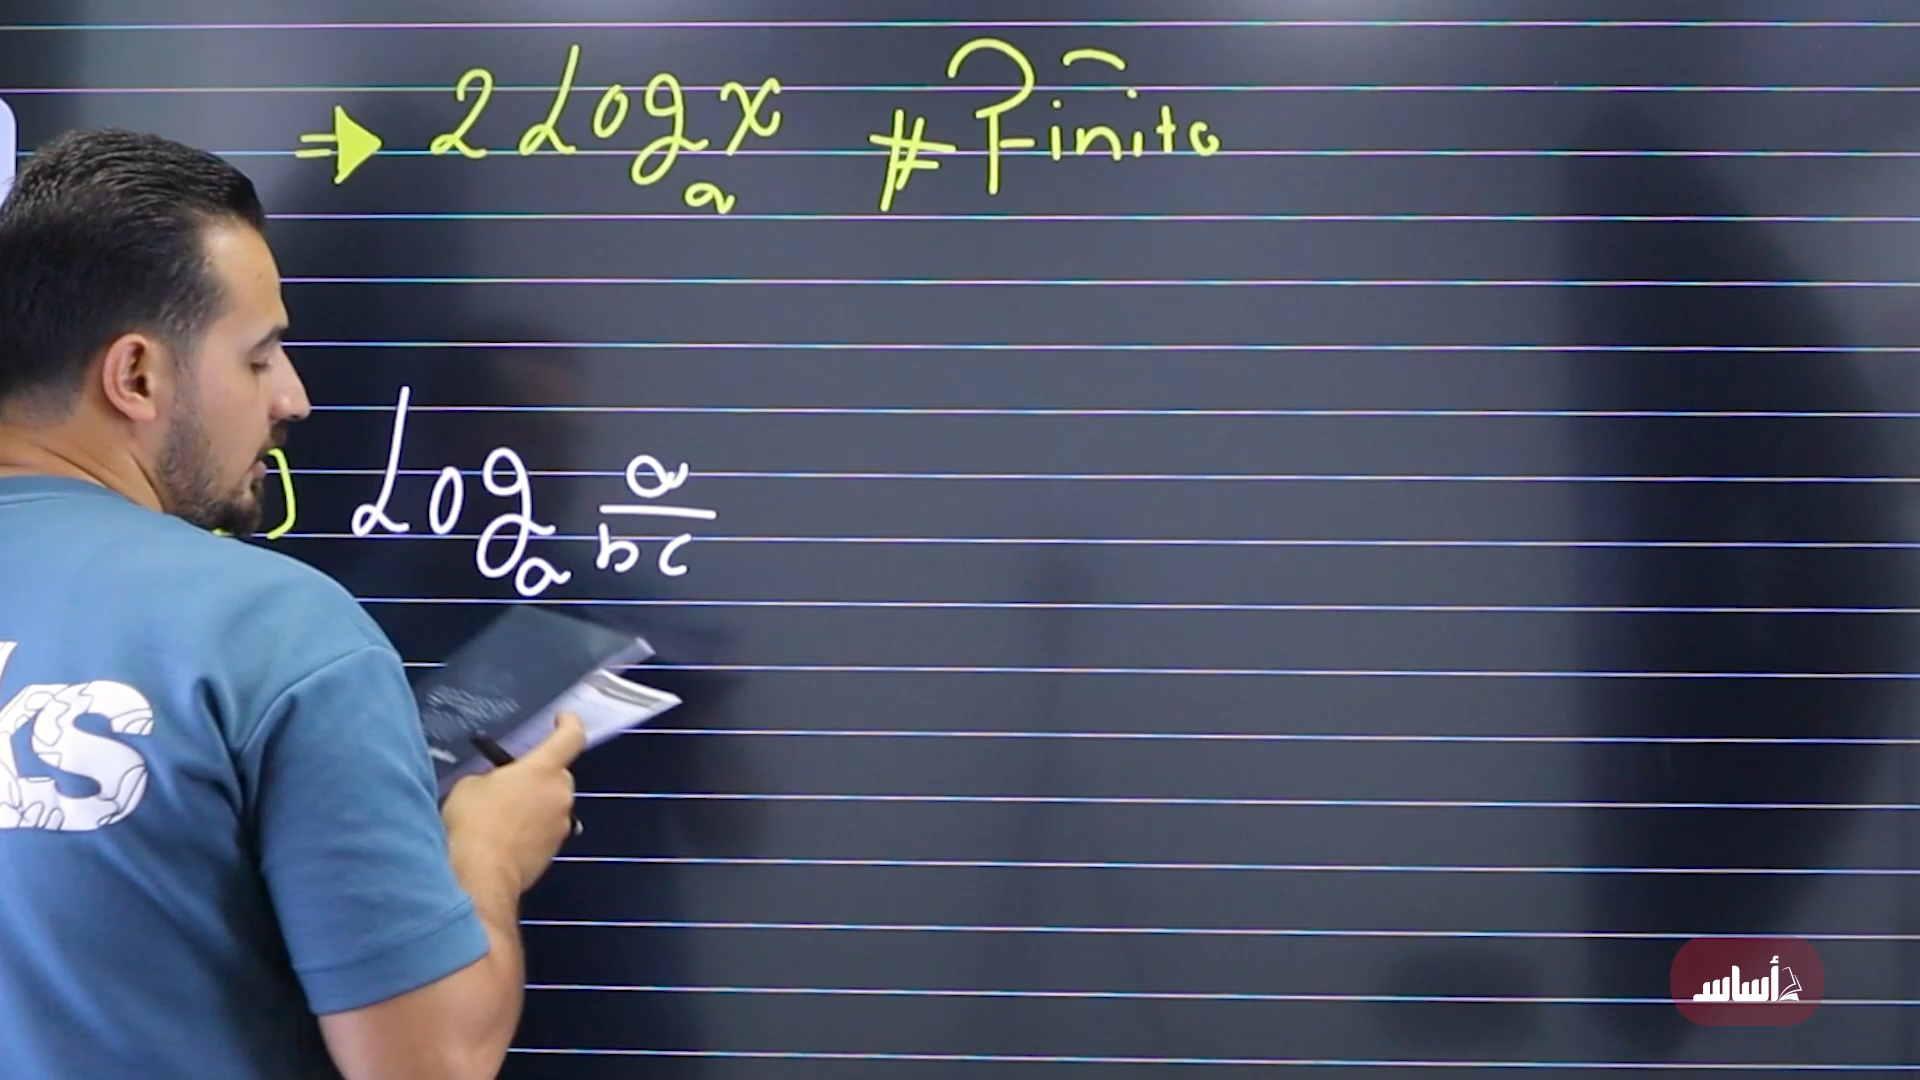 ⇒ 2 Log_a x # Finito
) Log_a a/bc
s
أساس